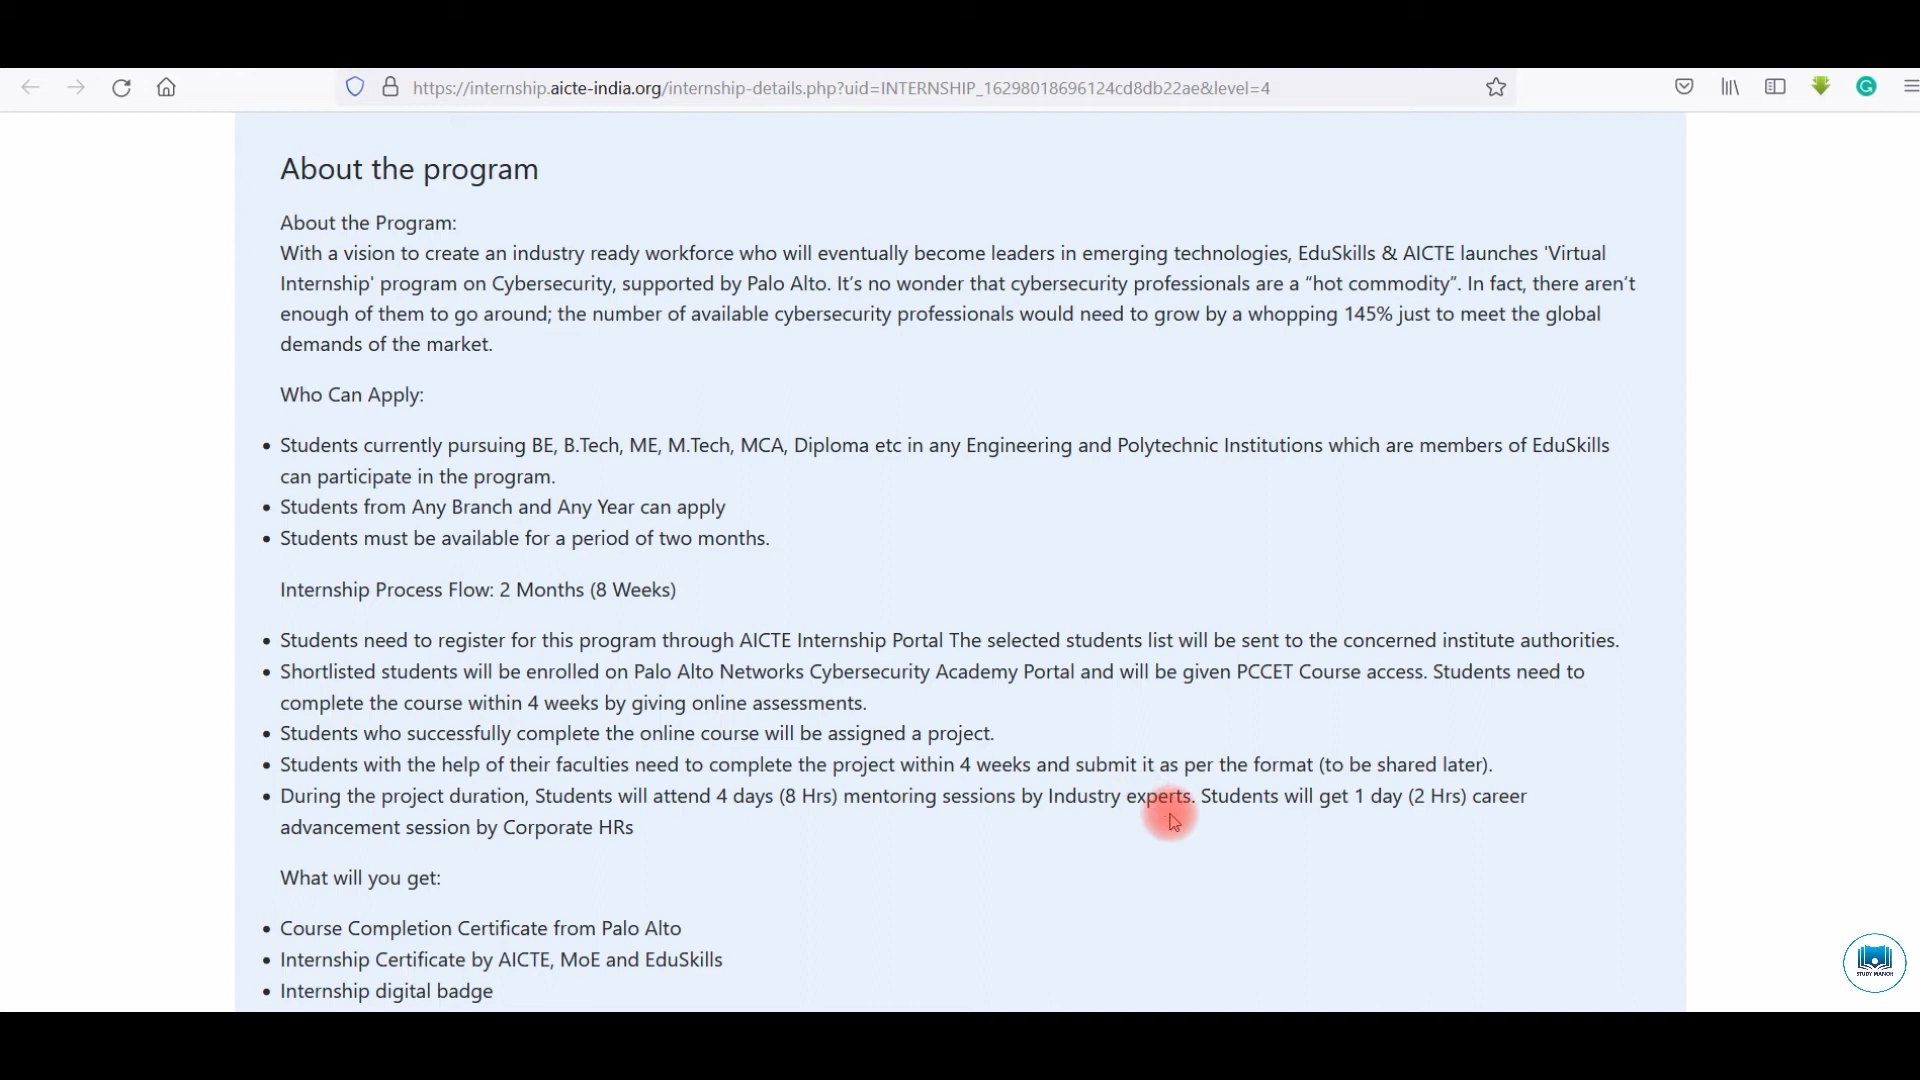 https://internship.aicte-india.org/internship-details.php?uid=INTERNSHIP_16298018696124cd8db22ae&level=4
About the program
About the Program:
With a vision to create an industry ready workforce who will eventually become leaders in emerging technologies, EduSkills & AICTE launches 'Virtual
Internship' program on Cybersecurity, supported by Palo Alto. It’s no wonder that cybersecurity professionals are a “hot commodity”. In fact, there aren’t
enough of them to go around; the number of available cybersecurity professionals would need to grow by a whopping 145% just to meet the global
demands of the market.
Who Can Apply:
• Students currently pursuing BE, B.Tech, ME, M.Tech, MCA, Diploma etc in any Engineering and Polytechnic Institutions which are members of EduSkills
can participate in the program.
• Students from Any Branch and Any Year can apply
• Students must be available for a period of two months.
Internship Process Flow: 2 Months (8 Weeks)
• Students need to register for this program through AICTE Internship Portal The selected students list will be sent to the concerned institute authorities.
• Shortlisted students will be enrolled on Palo Alto Networks Cybersecurity Academy Portal and will be given PCCET Course access. Students need to
complete the course within 4 weeks by giving online assessments.
• Students who successfully complete the online course will be assigned a project.
• Students with the help of their faculties need to complete the project within 4 weeks and submit it as per the format (to be shared later).
• During the project duration, Students will attend 4 days (8 Hrs) mentoring sessions by Industry experts. Students will get 1 day (2 Hrs) career
advancement session by Corporate HRs
What will you get:
• Course Completion Certificate from Palo Alto
• Internship Certificate by AICTE, MoE and EduSkills
• Internship digital badge
STUDY MANCH